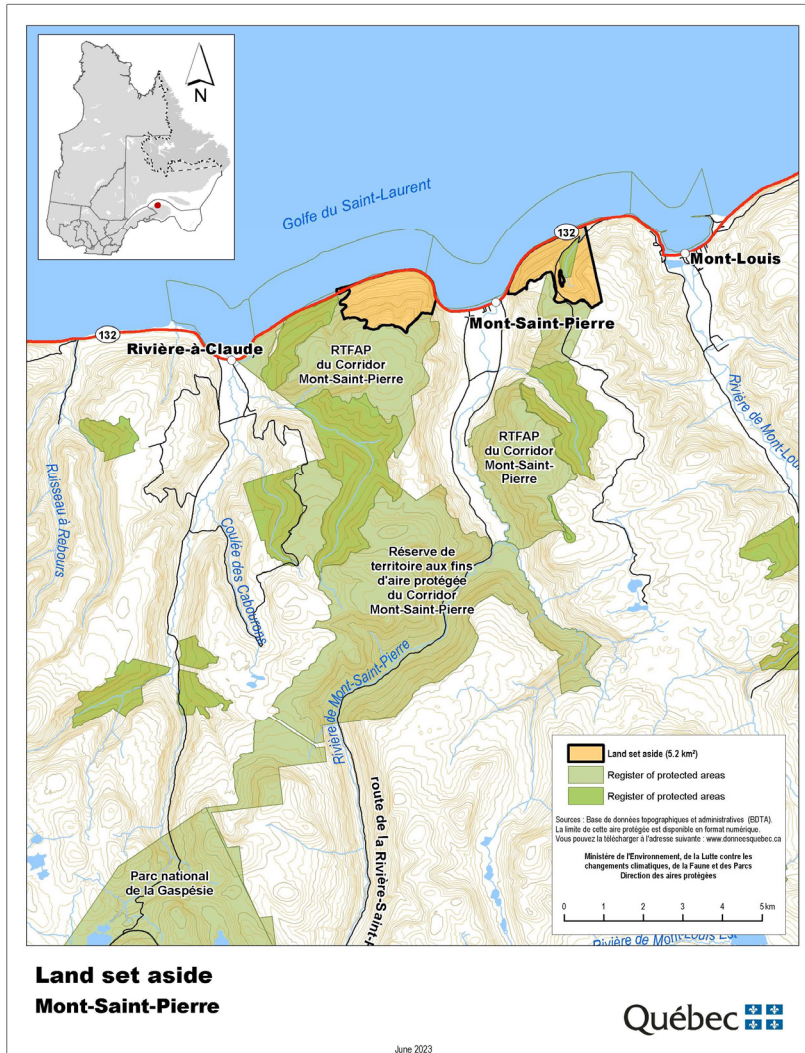 N
Golfe du Saint-Laurent
132
Mont-Louis
132
Mont-Saint-Pierre
Rivière-à-Claude
RTFAP
du Corridor
Mont-Saint-Pierre
Rivière de Mont-Lou
RTFAP
du Corridor
Mont-Saint-
Pierre
Ruisseau à Rebours
Coulée des Cabourons
Réserve de
territoire aux fins
d'aire protégée
du Corridor
Mont-Saint-Pierre
Rivière de Mont-Saint-Pierre
route de la Rivière-Saint-
Parc national
de la Gaspésie
Land set aside (5.2 km²)
Register of protected areas
Register of protected areas
Sources : Base de données topographiques et administratives (BDTA).
La limite de cette aire protégée est disponible en format numérique.
Vous pouvez la télécharger à l'adresse suivante : www.donneesquebec.ca
Ministère de l'Environnement, de la Lutte contre les
changements climatiques, de la Faune et des Parcs
Direction des aires protégées
0 1 2 3 4 5 km
Rivière de Mont-Louis Est
Land set aside
Mont-Saint-Pierre
Québec
June 2023